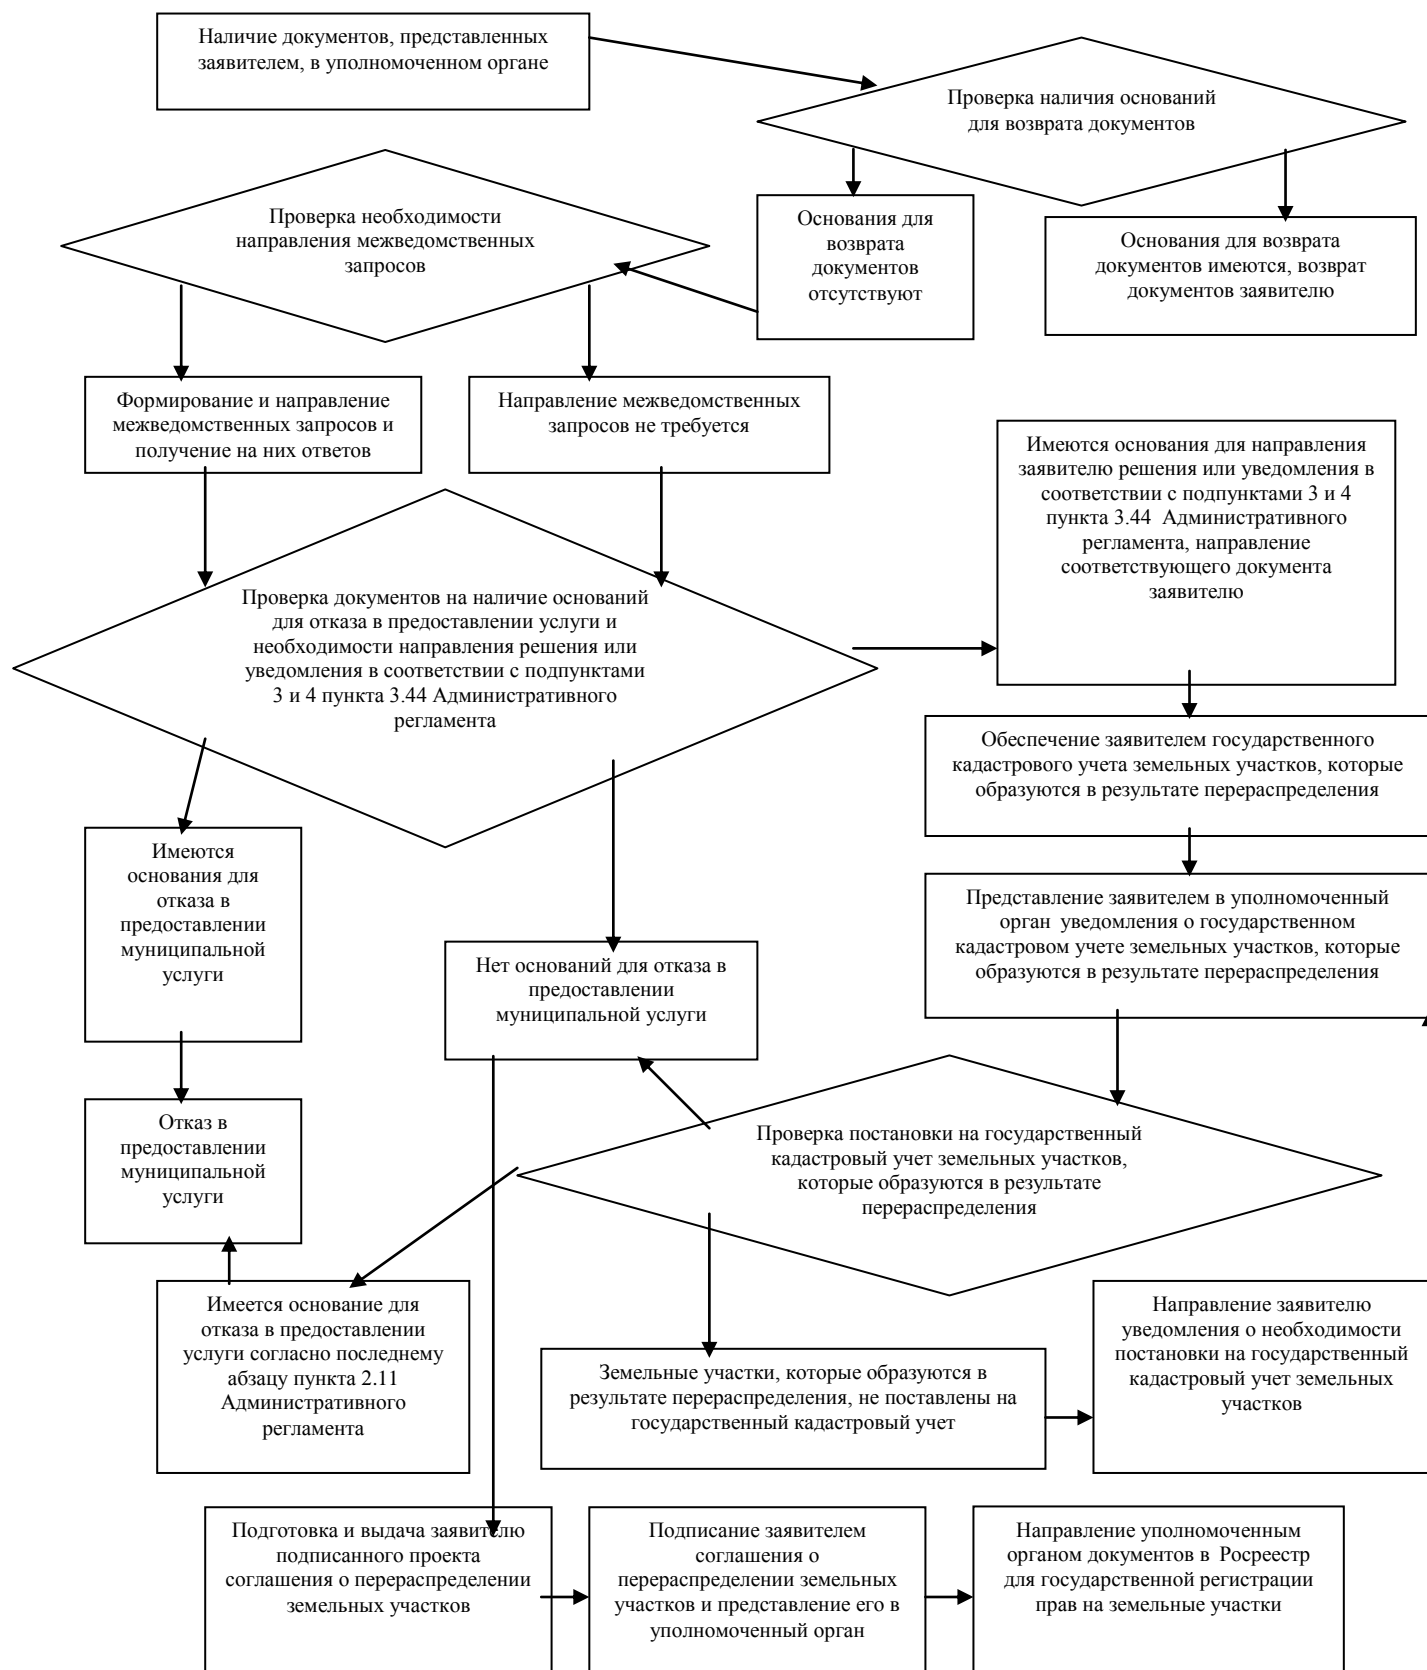 Наличие документов, представленных
заявителем, в уполномоченном органе
Проверка наличия оснований
для возврата документов
Проверка необходимости
направления межведомственных
запросов
Основания для
возврата
документов
отсутствуют
Основания для возврата
документов имеются, возврат
документов заявителю
Формирование и направление
межведомственных запросов и
получение на них ответов
Направление межведомственных
запросов не требуется
Имеются основания для направления
заявителю решения или уведомления в
соответствии с подпунктами 3 и 4
пункта 3.44 Административного
регламента, направление
соответствующего документа
заявителю
Проверка документов на наличие оснований
для отказа в предоставлении услуги и
необходимости направления решения или
уведомления в соответствии с подпунктами
3 и 4 пункта 3.44 Административного
регламента
Обеспечение заявителем государственного
кадастрового учета земельных участков, которые
образуются в результате перераспределения
Имеются
основания для
отказа в
предоставлении
муниципальной
услуги
Представление заявителем в уполномоченный
орган уведомления о государственном
кадастровом учете земельных участков, которые
образуются в результате перераспределения
Нет оснований для отказа в
предоставлении
муниципальной услуги
Отказ в
предоставлении
муниципальной
услуги
Проверка постановки на государственный
кадастровый учет земельных участков,
которые образуются в результате
перераспределения
Имеется основание для
отказа в предоставлении
услуги согласно последнему
абзацу пункта 2.11
Административного
регламента
Земельные участки, которые образуются в
результате перераспределения, не поставлены на
государственный кадастровый учет
Направление заявителю
уведомления о необходимости
постановки на государственный
кадастровый учет земельных
участков
Подготовка и выдача заявителю
подписанного проекта
соглашения о перераспределении
земельных участков
Подписание заявителем
соглашения о
перераспределении земельных
участков и представление его в
уполномоченный орган
Направление уполномоченным
органом документов в Росреестр
для государственной регистрации
прав на земельные участки